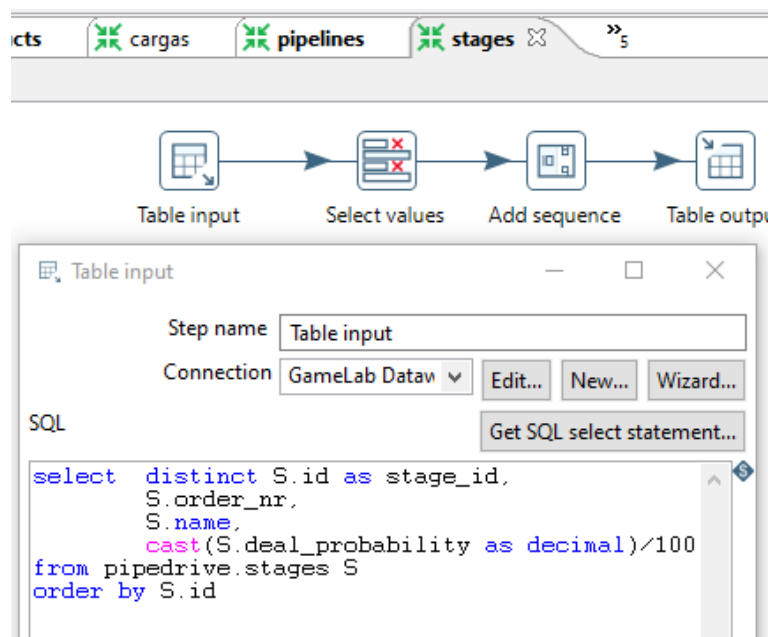 cts cargas pipelines stages »5
Table input Select values Add sequence Table outpu
Table input
Step name Table input
Connection GameLab Dataw Edit... New... Wizard...
SQL Get SQL select statement...
select distinct S.id as stage_id,
S.order_nr,
S.name,
cast(S.deal_probability as decimal)/100
from pipedrive.stages S
order by S.id